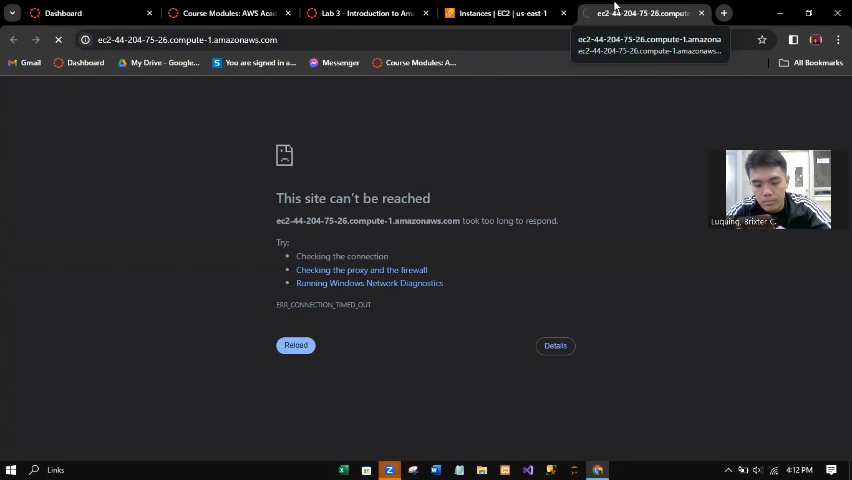 Dashboard
Course Modules: AWS Acad
Lab 3 - Introduction to Am
Instances | EC2 | us-east-1
ec2-44-204-75-26.compute
ec2-44-204-75-26.compute-1.amazonaws.com
ec2-44-204-75-26.compute-1.amazona
ec2-44-204-75-26.compute-1.amazonaws...
Gmail
Dashboard
My Drive - Google...
You are signed in a...
Messenger
Course Modules: A...
All Bookmarks
This site can't be reached
ec2-44-204-75-26.compute-1.amazonaws.com took too long to respond.
Try:
• Checking the connection
• Checking the proxy and the firewall
• Running Windows Network Diagnostics
ERR_CONNECTION_TIMED_OUT
Reload
Details
Luquing, Brixter C.
Links
4:12 PM